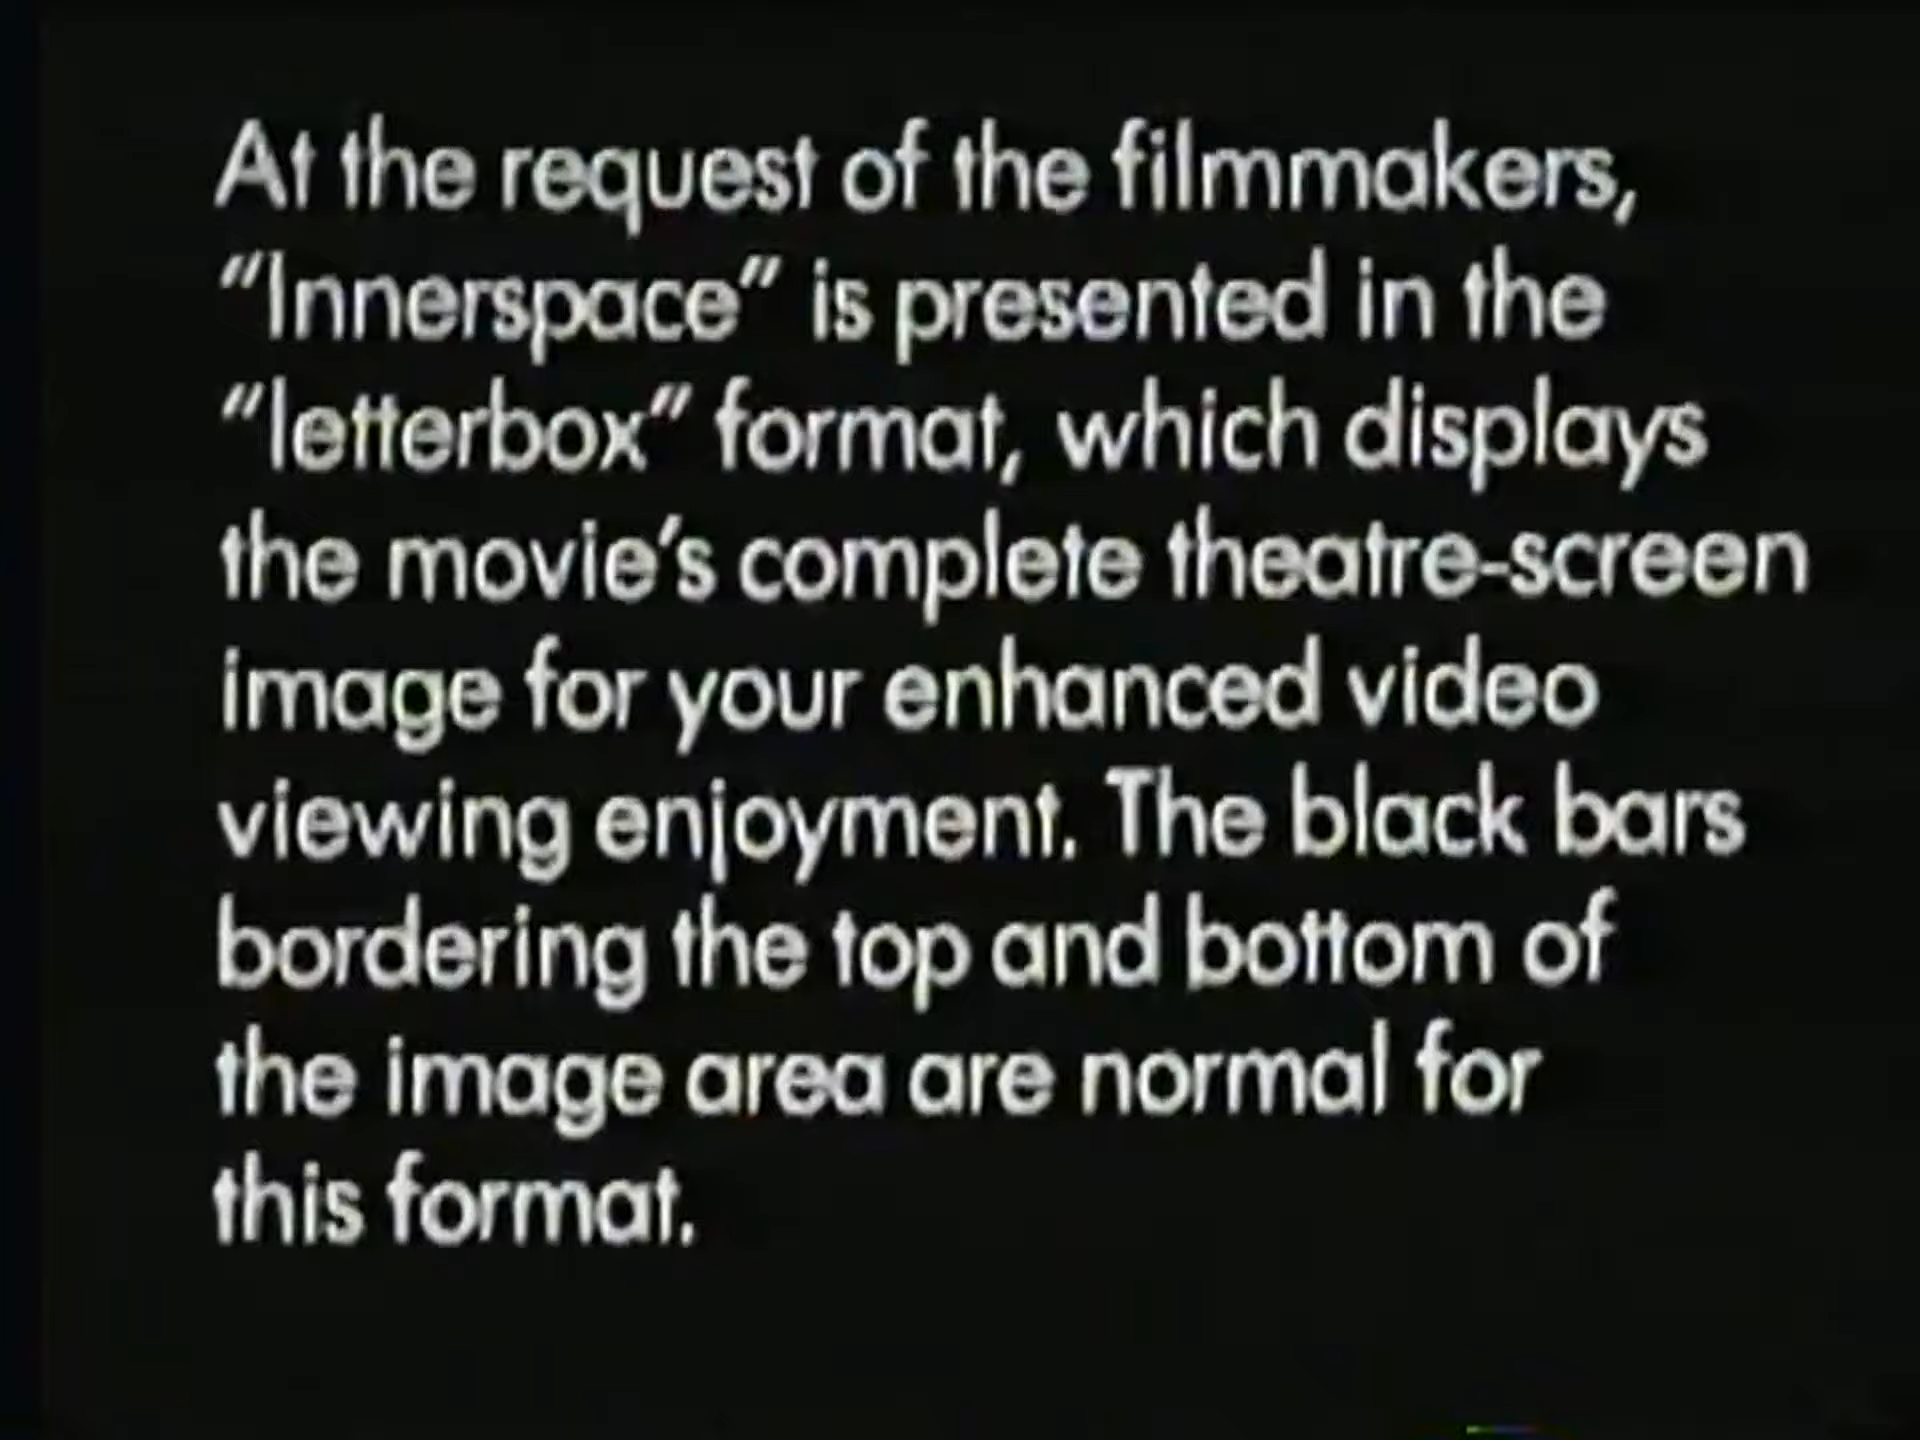 At the request of the filmmakers,
“Innerspace” is presented in the
“letterbox” format, which displays
the movie’s complete theatre-screen
image for your enhanced video
viewing enjoyment. The black bars
bordering the top and bottom of
the image area are normal for
this format.